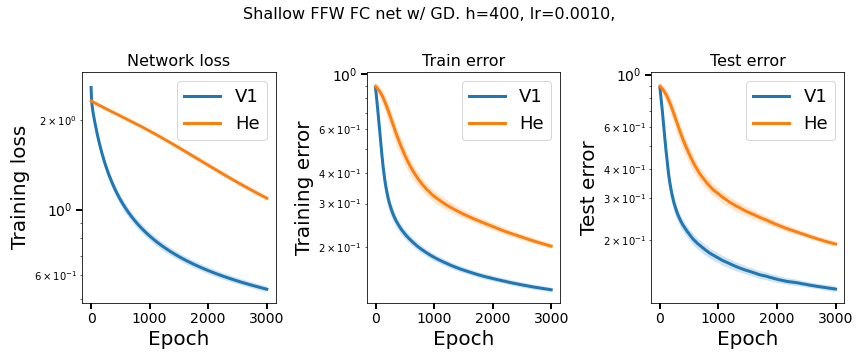 Shallow FFW FC net w/ GD. h=400, lr=0.0010,
Network loss
Training loss
2 × 10⁰
10⁰
6 × 10⁻¹
V1
He
0 1000 2000 3000
Epoch
Train error
Training error
10⁰
6 × 10⁻¹
4 × 10⁻¹
3 × 10⁻¹
2 × 10⁻¹
V1
He
0 1000 2000 3000
Epoch
Test error
Test error
10⁰
6 × 10⁻¹
4 × 10⁻¹
3 × 10⁻¹
2 × 10⁻¹
V1
He
0 1000 2000 3000
Epoch